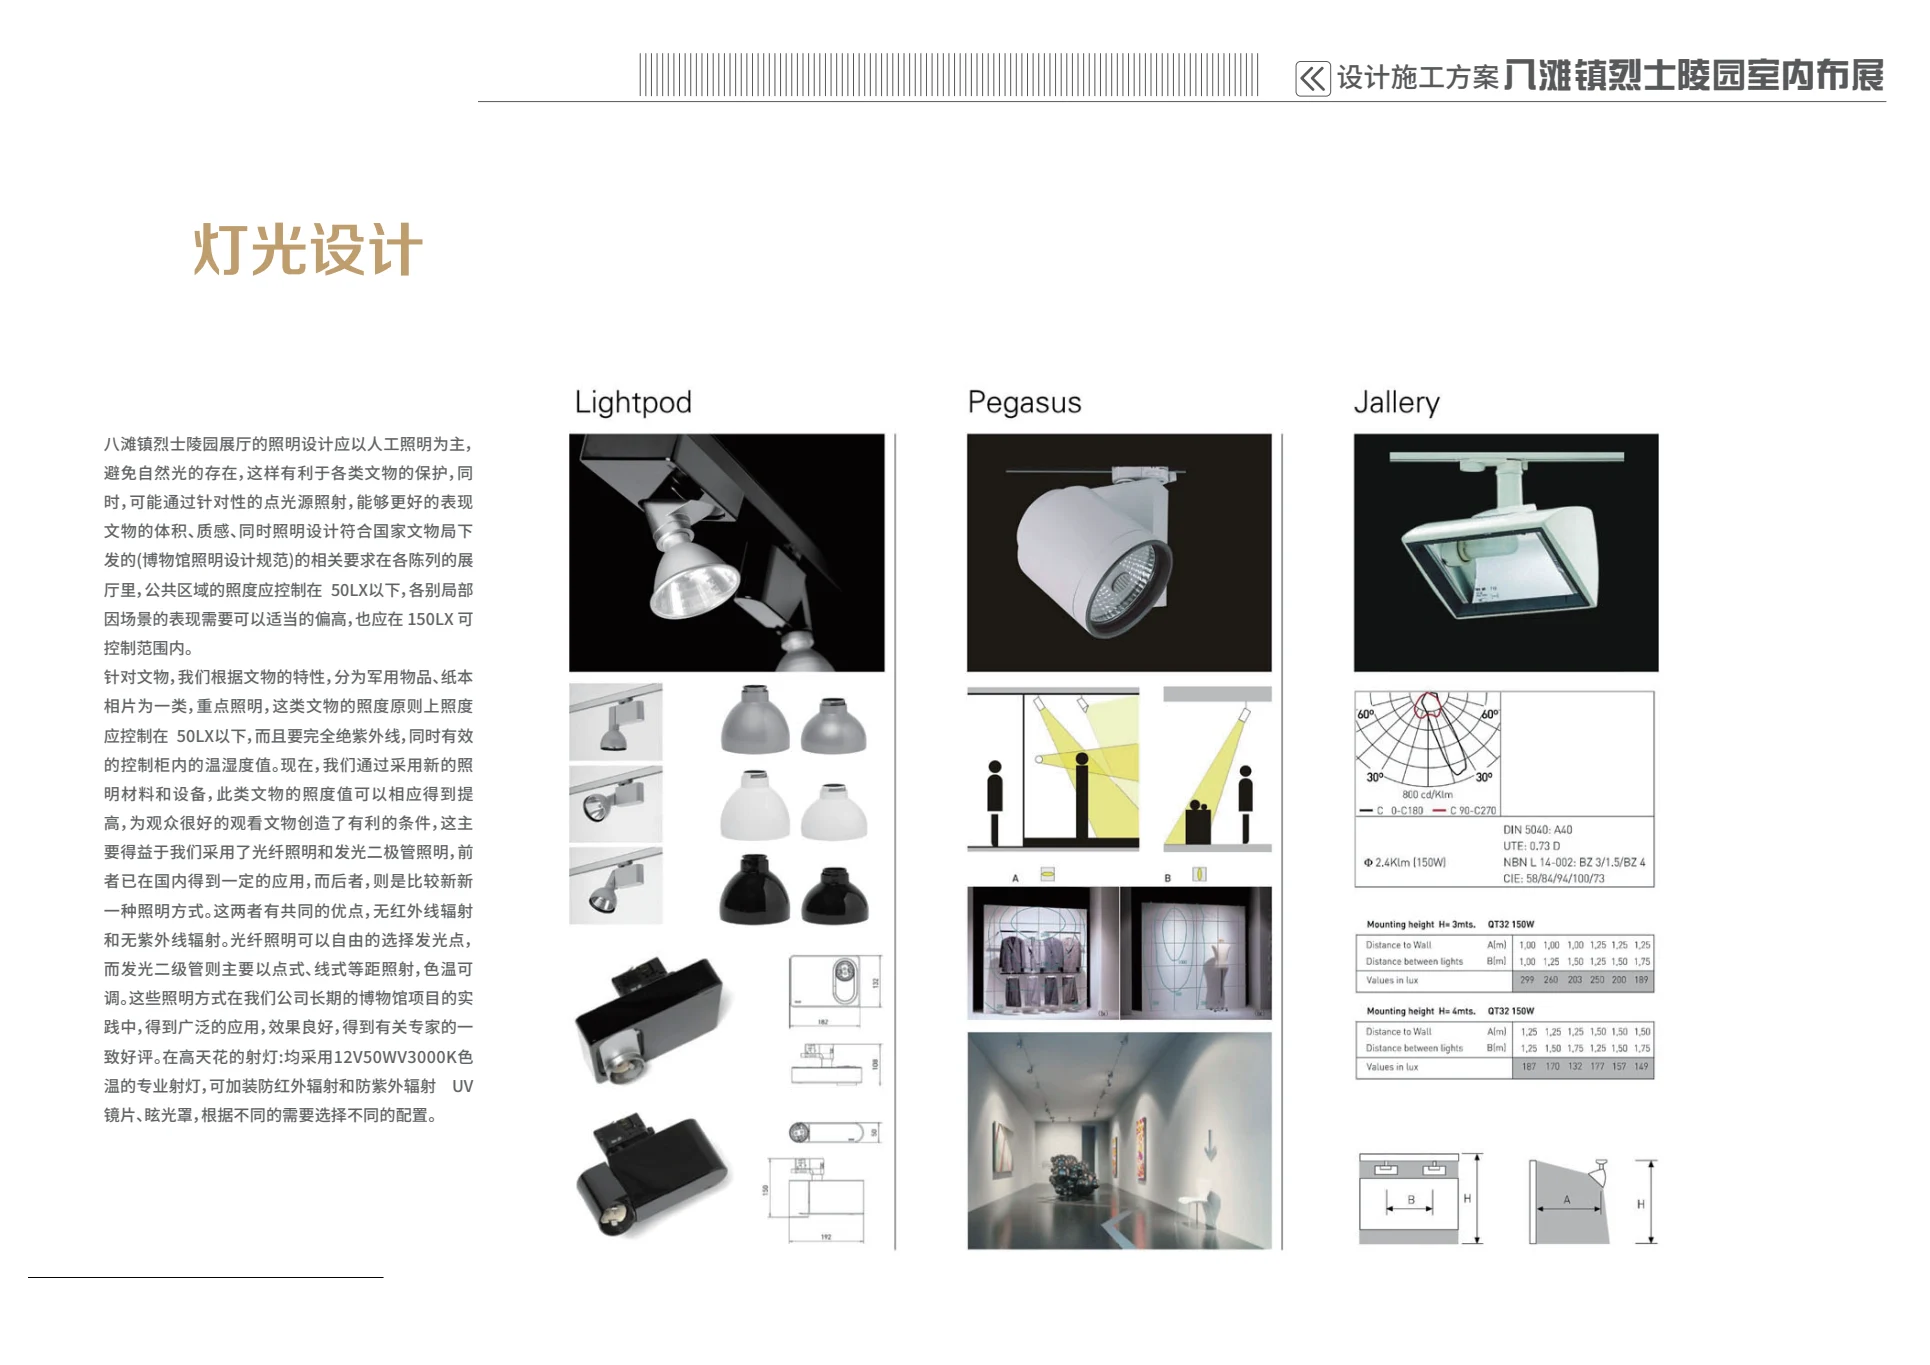 设计施工方案 八滩镇烈士陵园室内布展
灯光设计
八滩镇烈士陵园展厅的照明设计应以人工照明为主，
避免自然光的存在，这样有利于各类文物的保护，同
时，可能通过针对性的点光源照射，能够更好的表现
文物的体积、质感、同时照明设计符合国家文物局下
发的(博物馆照明设计规范)的相关要求在各陈列的展
厅里，公共区域的照度应控制在 50LX以下，各别局部
因场景的表现需要可以适当的偏高，也应在 150LX 可
控制范围内。
针对文物，我们根据文物的特性，分为军用物品、纸本
相片为一类，重点照明，这类文物的照度原则上照度
应控制在 50LX以下，而且要完全绝紫外线，同时有效
的控制柜内的温湿度值。现在，我们通过采用新的照
明材料和设备，此类文物的照度值可以相应得到提
高，为观众很好的观看文物创造了有利的条件，这主
要得益于我们采用了光纤照明和发光二极管照明，前
者已在国内得到一定的应用，而后者，则是比较新新
一种照明方式。这两者有共同的优点，无红外线辐射
和无紫外线辐射。光纤照明可以自由的选择发光点，
而发光二级管则主要以点式、线式等距照射，色温可
调。这些照明方式在我们公司长期的博物馆项目的实
践中，得到广泛的应用，效果良好，得到有关专家的一
致好评。在高天花的射灯:均采用12V50WV3000K色
温的专业射灯，可加装防红外辐射和防紫外辐射 UV
镜片、眩光罩，根据不同的需要选择不同的配置。
Lightpod
132
182
108
50
150
192
Pegasus
A
B
Jallery
60º 60º
30º 30º
800 cd/Klm
C 0-C180 C 90-C270
Φ 2.4Klm (150W)
DIN 5040: A40
UTE: 0.73 D
NBN L 14-002: BZ 3/1.5/BZ 4
CIE: 58/84/94/100/73
Mounting height H= 3mts. QT32 150W
Distance to Wall A(m) 1,00 1,00 1,00 1,25 1,25 1,25
Distance between lights B(m) 1,00 1,25 1,50 1,25 1,50 1,75
Values in lux 299 260 203 250 200 189
Mounting height H= 4mts. QT32 150W
Distance to Wall A(m) 1,25 1,25 1,25 1,50 1,50 1,50
Distance between lights B(m) 1,25 1,50 1,75 1,25 1,50 1,75
Values in lux 187 170 132 177 157 149
B
H
A
H